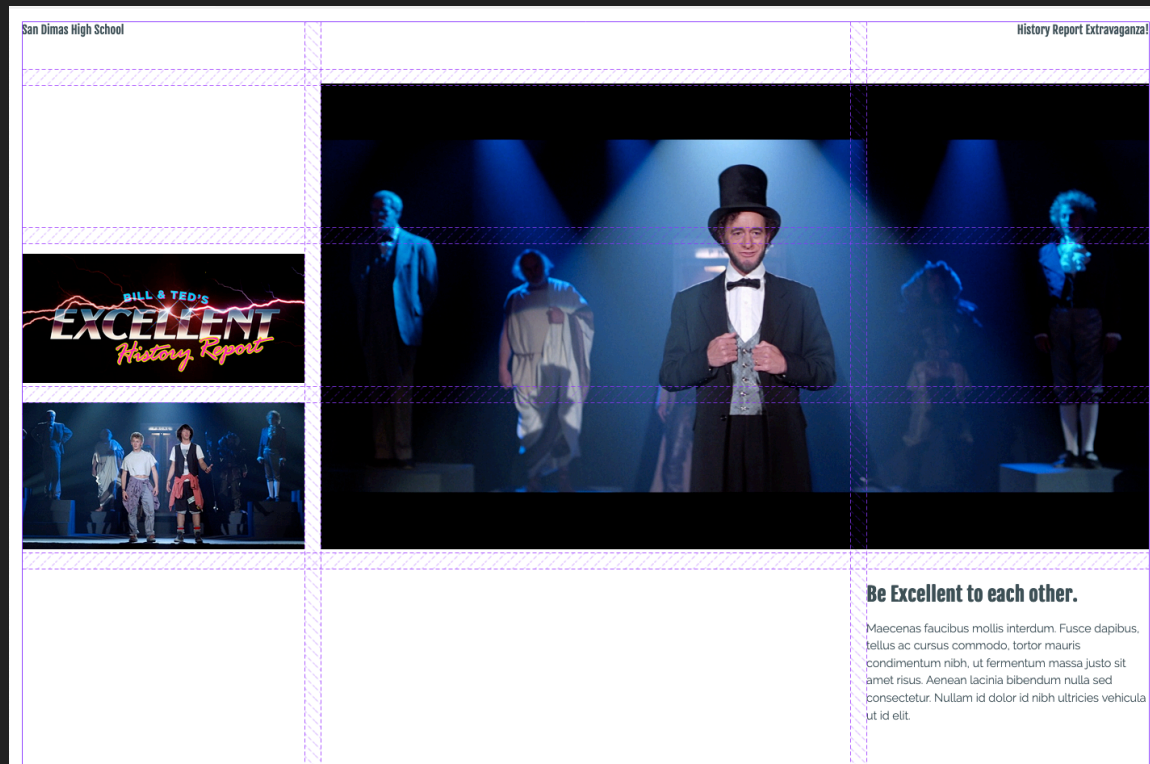 San Dimas High School
History Report Extravaganza!
BILL & TED'S
EXCELLENT
History Report
Be Excellent to each other.
Maecenas faucibus mollis interdum. Fusce dapibus,
tellus ac cursus commodo, tortor mauris
condimentum nibh, ut fermentum massa justo sit
amet risus. Aenean lacinia bibendum nulla sed
consectetur. Nullam id dolor id nibh ultricies vehicula
ut id elit.